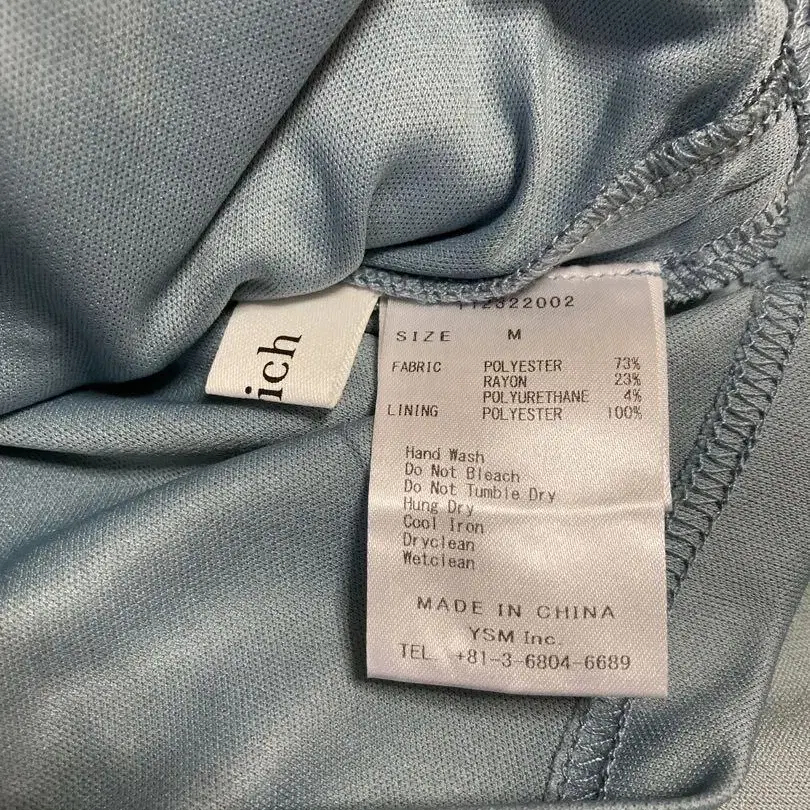 112322002
SIZE M
FABRIC POLYESTER 73%
RAYON 23%
POLYURETHANE 4%
LINING POLYESTER 100%
Hand Wash
Do Not Bleach
Do Not Tumble Dry
Hung Dry
Cool Iron
Dryclean
Wetclean
MADE IN CHINA
YSM Inc.
TEL. +81-3-6804-6689
ich